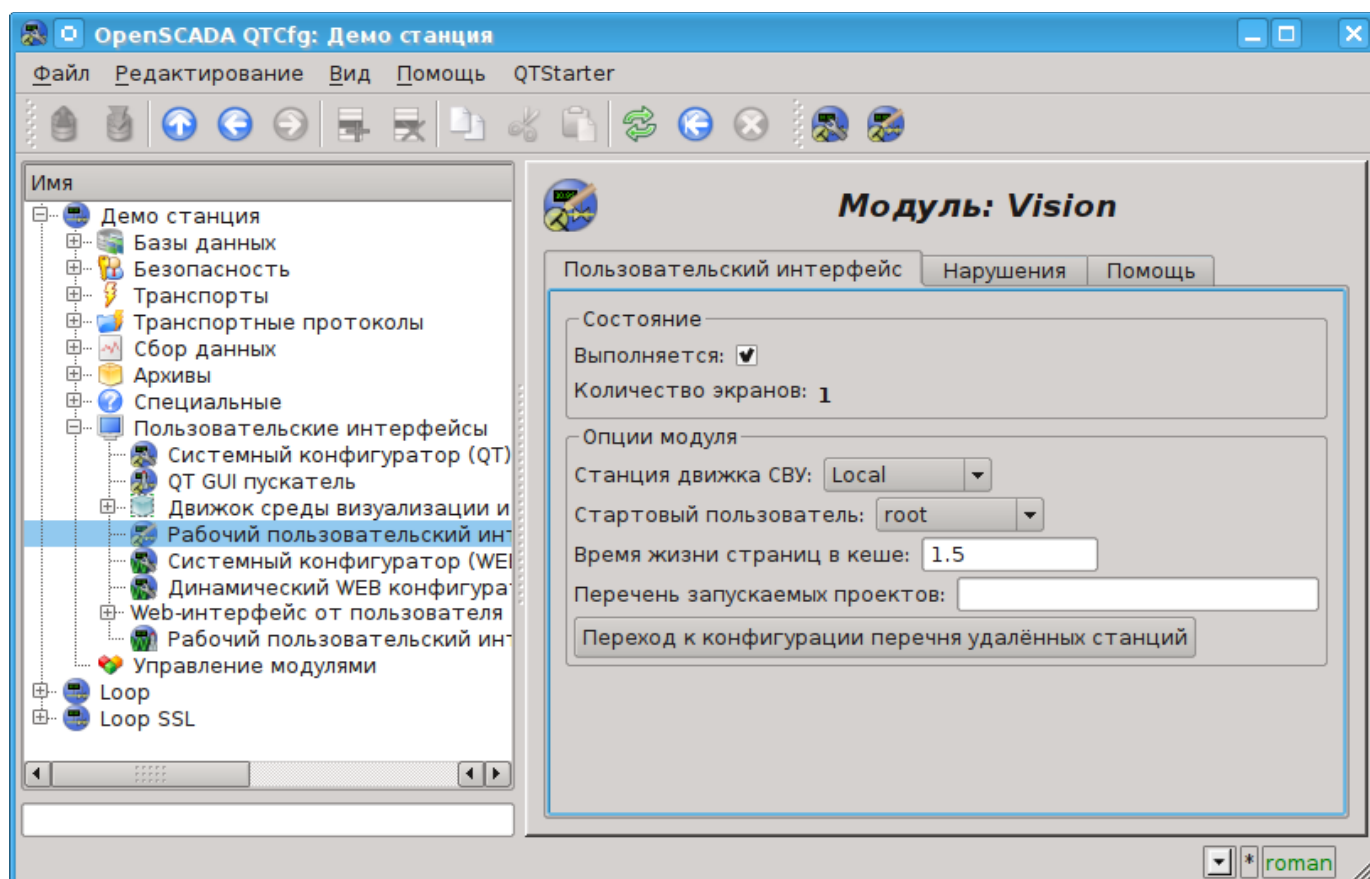 OpenSCADA QTCfg: Демо станция
Файл Редактирование Вид Помощь QTStarter
Имя
Демо станция
Базы данных
Безопасность
Транспорты
Транспортные протоколы
Сбор данных
Архивы
Специальные
Пользовательские интерфейсы
Системный конфигуратор (QT)
QT GUI пускатель
Движок среды визуализации и
Рабочий пользовательский инт
Системный конфигуратор (WEI
Динамический WEB конфигурат
Web-интерфейс от пользователя
Рабочий пользовательский инт
Управление модулями
Loop
Loop SSL
Модуль: Vision
Пользовательский интерфейс Нарушения Помощь
Состояние
Выполняется:
Количество экранов: 1
Опции модуля
Станция движка СВУ: Local
Стартовый пользователь: root
Время жизни страниц в кеше: 1.5
Перечень запускаемых проектов:
Переход к конфигурации перечня удалённых станций
* roman